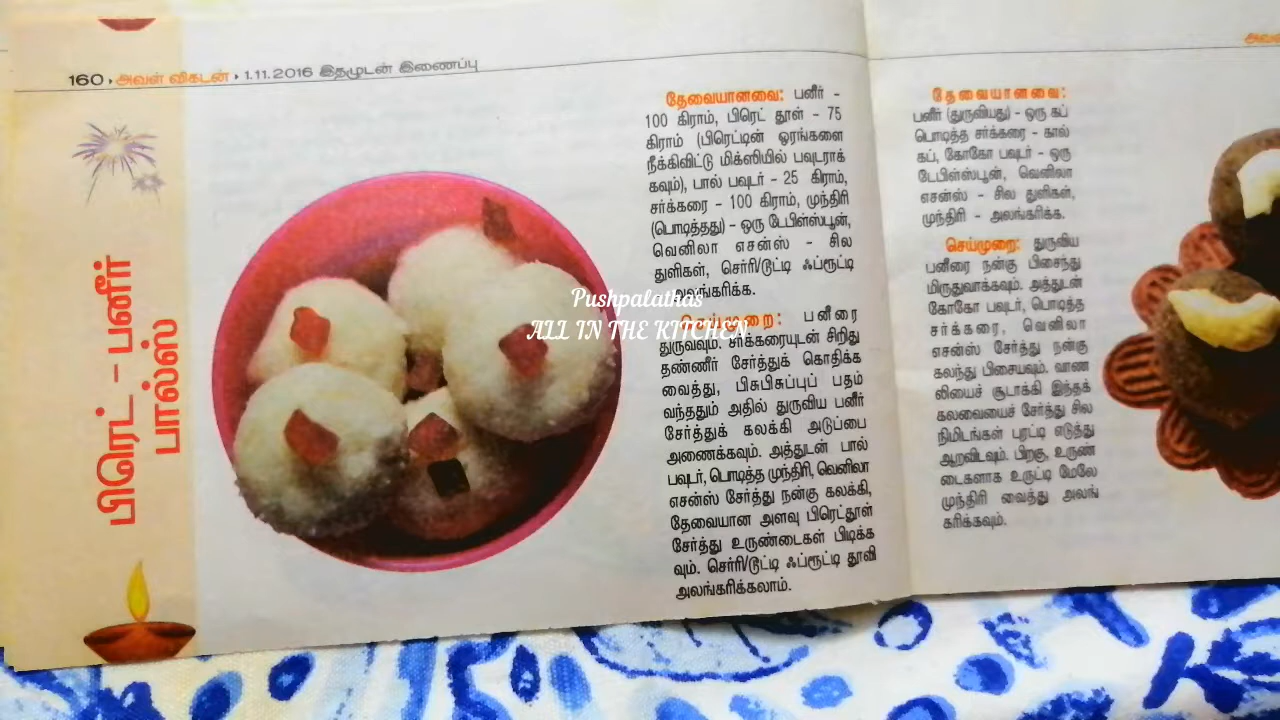 160 › அவள் விகடன் › 1.11.2016 இதழுடன் இணைப்பு
பிரெட் – பனீர்
பால்ஸ்
தேவையானவை: பனீர் –
100 கிராம், பிரெட் தூள் – 75
கிராம் (பிரெட்டின் ஓரங்களை
நீக்கிவிட்டு மிக்ஸியில் பவுடராக்
கவும்), பால் பவுடர் – 25 கிராம்,
சர்க்கரை – 100 கிராம், முந்திரி
(பொடித்தது) – ஒரு டேபிள்ஸ்பூன்,
வெனிலா எசன்ஸ் – சில
துளிகள், செர்ரி/டூட்டி ஃப்ரூட்டி
அலங்கரிக்க.
Pushpalathas
ALL IN THE KITCHEN
செய்முறை: பனீரை
துருவவும். சர்க்கரையுடன் சிறிது
தண்ணீர் சேர்த்துக் கொதிக்க
வைத்து, பிசுபிசுப்புப் பதம்
வந்ததும் அதில் துருவிய பனீர்
சேர்த்துக் கலக்கி அடுப்பை
அணைக்கவும். அத்துடன் பால்
பவுடர், பொடித்த முந்திரி, வெனிலா
எசன்ஸ் சேர்த்து நன்கு கலக்கி,
தேவையான அளவு பிரெட்தூள்
சேர்த்து உருண்டைகள் பிடிக்க
வும். செர்ரி/டூட்டி ஃப்ரூட்டி தூவி
அலங்கரிக்கலாம்.
தேவையானவை:
பனீர் (துருவியது) – ஒரு கப்
பொடித்த சர்க்கரை – கால்
கப், கோகோ பவுடர் – ஒரு
டேபிள்ஸ்பூன், வெனிலா
எசன்ஸ் – சில துளிகள்,
முந்திரி – அலங்கரிக்க.
செய்முறை: துருவிய
பனீரை நன்கு பிசைந்து
மிருதுவாக்கவும். அத்துடன்
கோகோ பவுடர், பொடித்த
சர்க்கரை, வெனிலா
எசன்ஸ் சேர்த்து நன்கு
கலந்து பிசையவும். வாண
லியைச் சூடாக்கி இந்தக்
கலவையைச் சேர்த்து சில
நிமிடங்கள் புரட்டி எடுத்து
ஆறவிடவும். பிறகு, உருண்
டைகளாக உருட்டி மேலே
முந்திரி வைத்து அலங்
கரிக்கவும்.